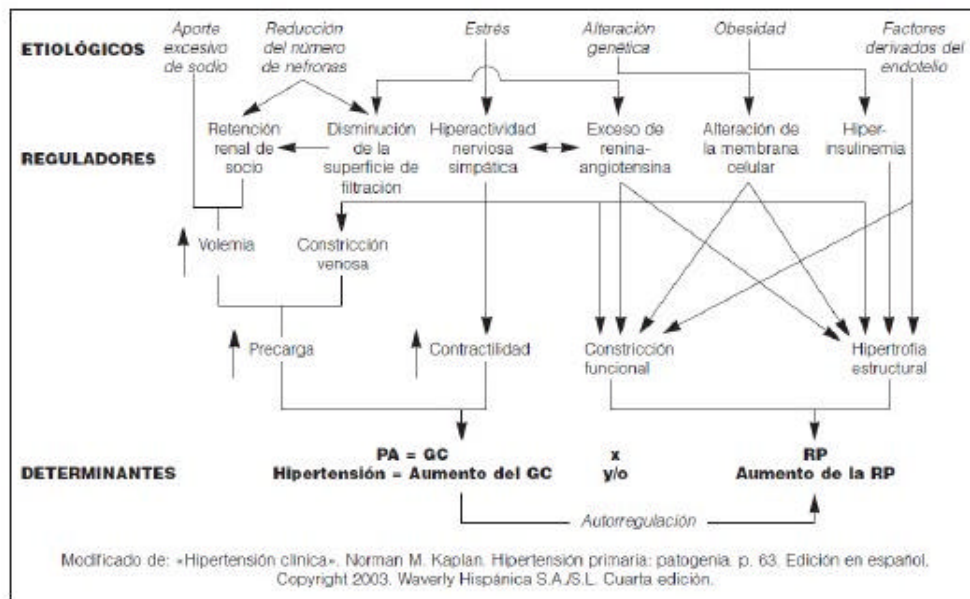 Aporte
excesivo
de sodio
Reducción
del número
de nefronas
Estrés
Alteración
genética
Obesidad
Factores
derivados del
endotelio
ETIOLÓGICOS
REGULADORES
Retención
renal de
socio
Disminución
de la
superficie de
filtración
Hiperactividad
nerviosa
simpática
Exceso de
renina-
angiotensina
Alteración de
la membrana
celular
Hiper-
insulinemia
Volemia
Constricción
venosa
Precarga
Contractilidad
Constricción
funcional
Hipertrofia
estructural
DETERMINANTES
PA = GC x RP
Hipertensión = Aumento del GC y/o Aumento de la RP
Autorregulación
Modificado de: «Hipertensión clínica». Norman M. Kaplan. Hipertensión primaria: patogenia. p. 63. Edición en español.
Copyright 2003. Waverly Hispánica S.A./S.L. Cuarta edición.